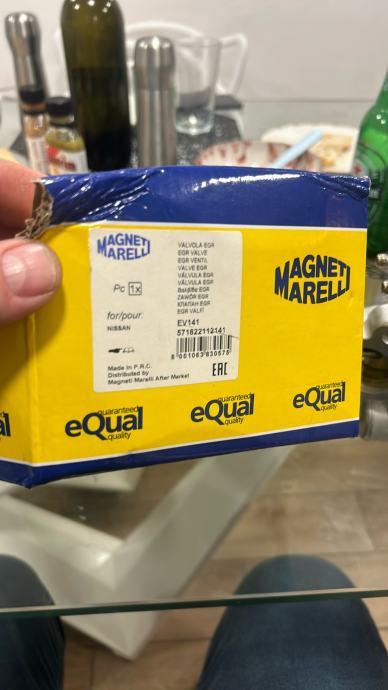 MAGNETI
MARELLI
VALVOLA EGR
EGR VALVE
EGR VENTIL
VALVE EGR
VÁLVULA EGR
VÁLVULA EGR
Βαλβίδα EGR
ZAWÓR EGR
КЛАПАН EGR
EGR VALFİ
Pc 1x
for/pour:
NISSAN
EV141
571822112141
8 001063 830575
Made in P.R.C.
Distributed by
Magneti Marelli After Market
EAC
MAGNETI
MARELLI
guaranteed
eQual
quality
guaranteed
eQual
quality
guaranteed
eQual
quality